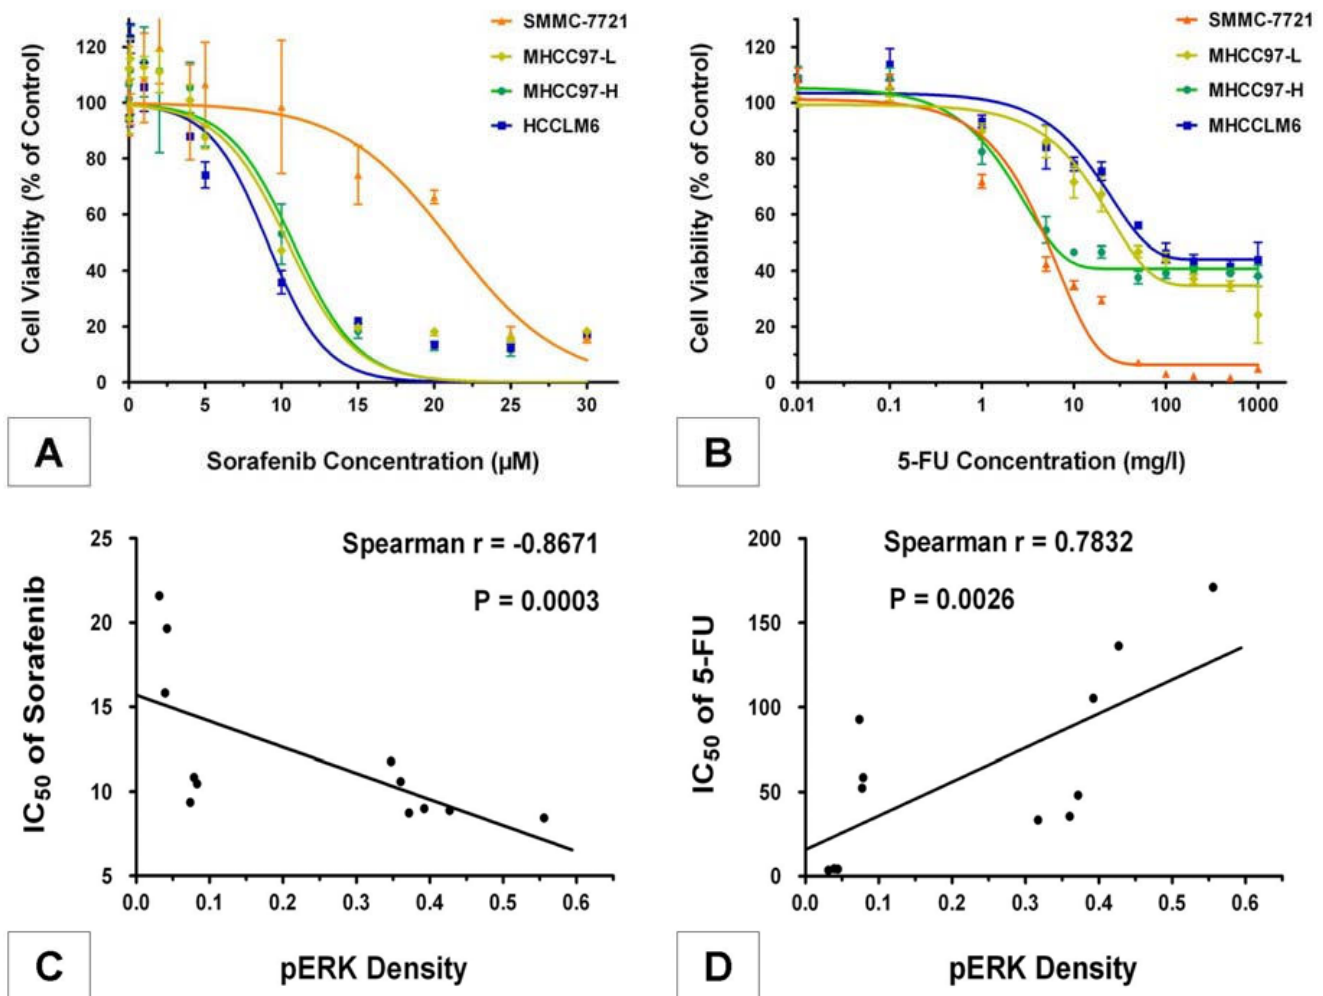 SMMC-7721
MHCC97-L
MHCC97-H
HCCLM6
Cell Viability (% of Control)
120
100
80
60
40
20
0
0 5 10 15 20 25 30
A
Sorafenib Concentration (µM)
SMMC-7721
MHCC97-L
MHCC97-H
MHCCLM6
Cell Viability (% of Control)
120
100
80
60
40
20
0
0.01 0.1 1 10 100 1000
B
5-FU Concentration (mg/l)
Spearman r = -0.8671
P = 0.0003
IC50 of Sorafenib
25
20
15
10
5
0.0 0.1 0.2 0.3 0.4 0.5 0.6
C
pERK Density
Spearman r = 0.7832
P = 0.0026
IC50 of 5-FU
200
150
100
50
0
0.0 0.1 0.2 0.3 0.4 0.5 0.6
D
pERK Density